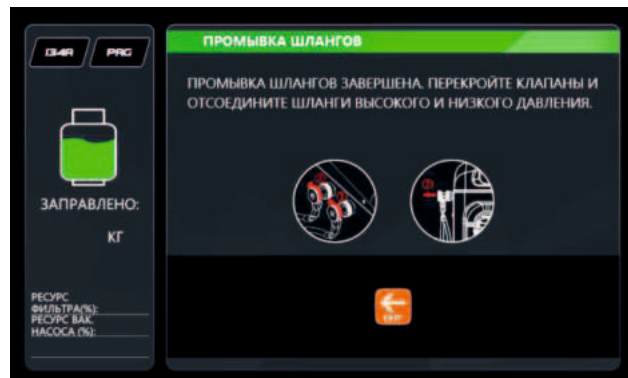 134A PAG
ПРОМЫВКА ШЛАНГОВ
ПРОМЫВКА ШЛАНГОВ ЗАВЕРШЕНА. ПЕРЕКРОЙТЕ КЛАПАНЫ И
ОТСОЕДИНИТЕ ШЛАНГИ ВЫСОКОГО И НИЗКОГО ДАВЛЕНИЯ.
ЗАПРАВЛЕНО:
КГ
РЕСУРС
ФИЛЬТРА(%):
РЕСУРС ВАК.
НАСОСА (%):
EXIT